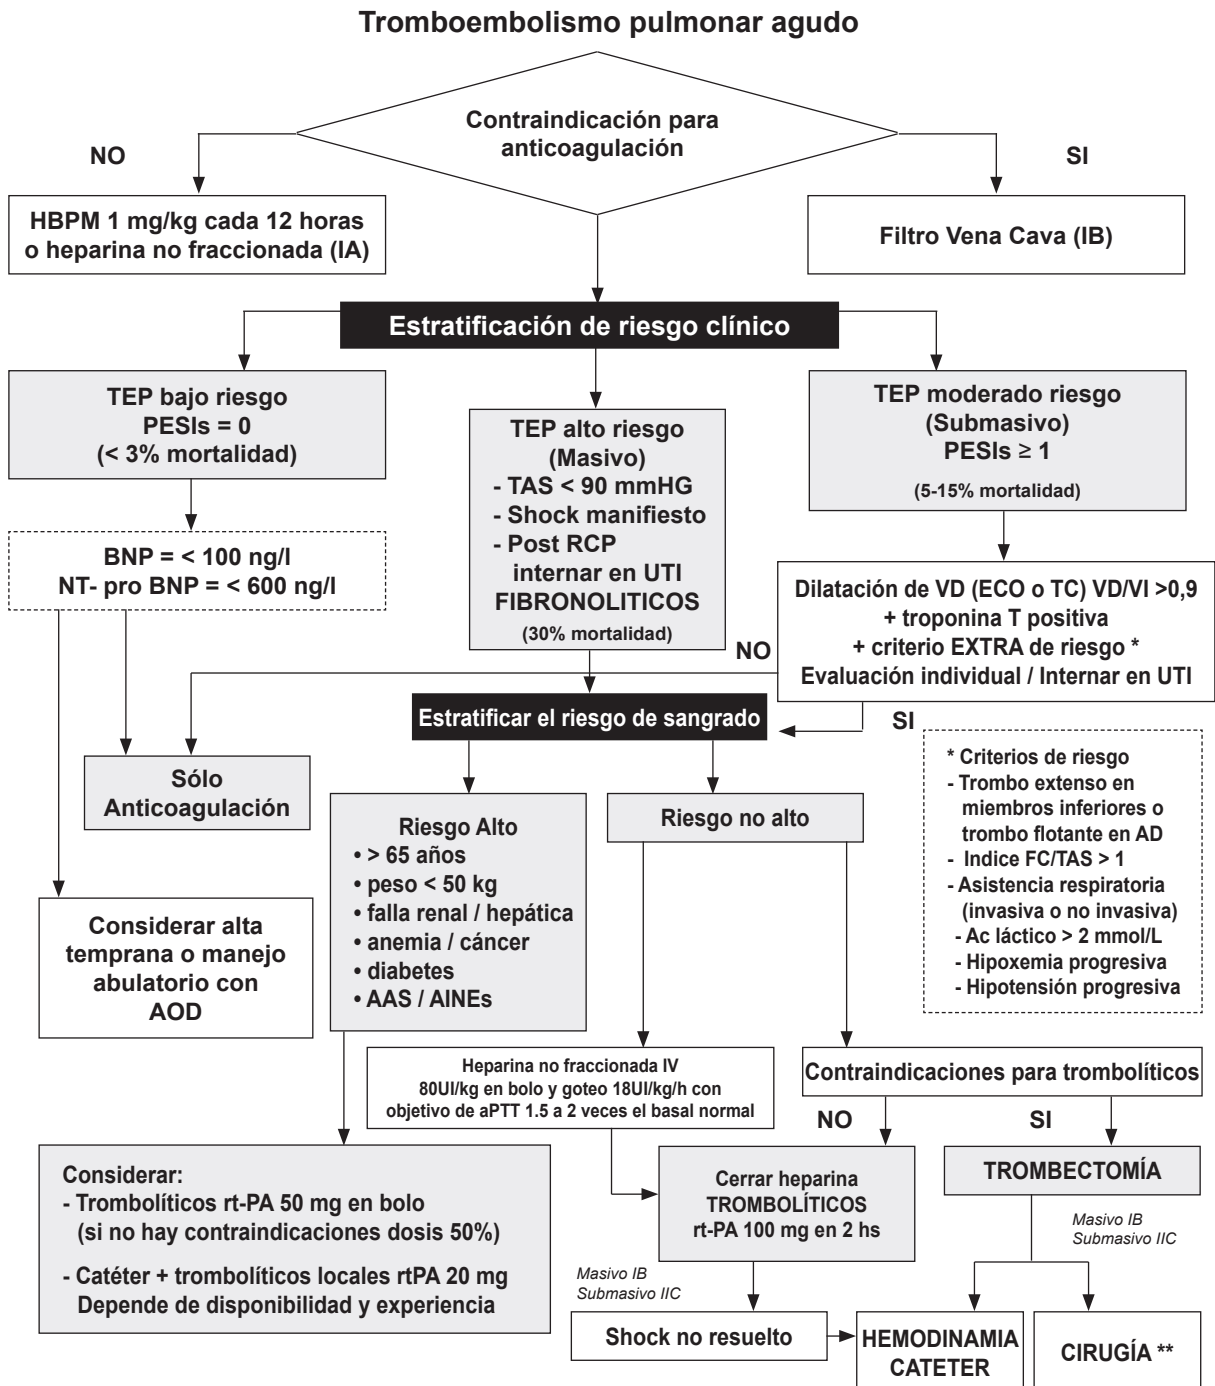 Tromboembolismo pulmonar agudo
Contraindicación para
anticoagulación
NO
SI
HBPM 1 mg/kg cada 12 horas
o heparina no fraccionada (IA)
Filtro Vena Cava (IB)
Estratificación de riesgo clínico
TEP bajo riesgo
PESIs = 0
(< 3% mortalidad)
TEP alto riesgo
(Masivo)
- TAS < 90 mmHG
- Shock manifiesto
- Post RCP
internar en UTI
FIBRONOLITICOS
(30% mortalidad)
TEP moderado riesgo
(Submasivo)
PESIs ≥ 1
(5-15% mortalidad)
BNP = < 100 ng/l
NT- pro BNP = < 600 ng/l
Dilatación de VD (ECO o TC) VD/VI >0,9
+ troponina T positiva
+ criterio EXTRA de riesgo *
Evaluación individual / Internar en UTI
NO
SI
Estratificar el riesgo de sangrado
Sólo
Anticoagulación
Riesgo Alto
• > 65 años
• peso < 50 kg
• falla renal / hepática
• anemia / cáncer
• diabetes
• AAS / AINEs
Riesgo no alto
* Criterios de riesgo
- Trombo extenso en
miembros inferiores o
trombo flotante en AD
- Indice FC/TAS > 1
- Asistencia respiratoria
(invasiva o no invasiva)
- Ac láctico > 2 mmol/L
- Hipoxemia progresiva
- Hipotensión progresiva
Considerar alta
temprana o manejo
abulatorio con
AOD
Heparina no fraccionada IV
80UI/kg en bolo y goteo 18UI/kg/h con
objetivo de aPTT 1.5 a 2 veces el basal normal
Contraindicaciones para trombolíticos
NO
SI
Considerar:
- Trombolíticos rt-PA 50 mg en bolo
(si no hay contraindicaciones dosis 50%)
- Catéter + trombolíticos locales rtPA 20 mg
Depende de disponibilidad y experiencia
Cerrar heparina
TROMBOLÍTICOS
rt-PA 100 mg en 2 hs
TROMBECTOMÍA
Masivo IB
Submasivo IIC
Masivo IB
Submasivo IIC
Shock no resuelto
HEMODINAMIA
CATETER
CIRUGÍA **